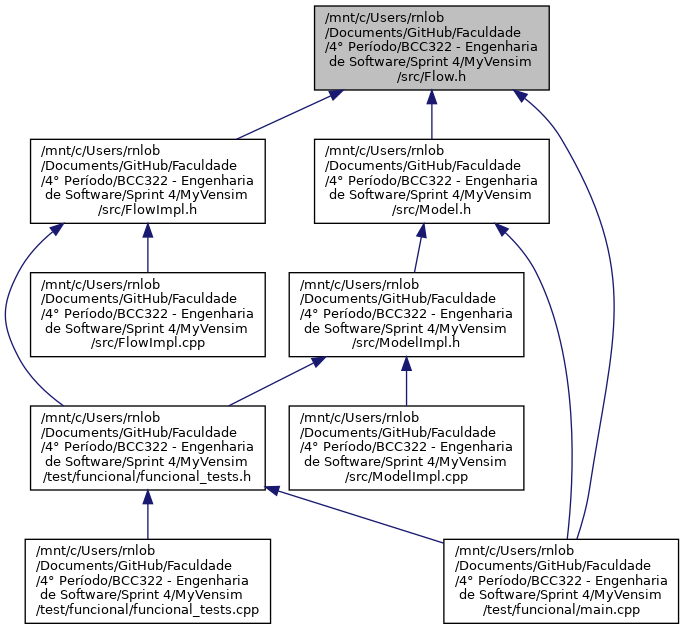 /mnt/c/Users/rnlob
/Documents/GitHub/Faculdade
/4° Período/BCC322 - Engenharia
de Software/Sprint 4/MyVensim
/src/Flow.h
/mnt/c/Users/rnlob
/Documents/GitHub/Faculdade
/4° Período/BCC322 - Engenharia
de Software/Sprint 4/MyVensim
/src/FlowImpl.h
/mnt/c/Users/rnlob
/Documents/GitHub/Faculdade
/4° Período/BCC322 - Engenharia
de Software/Sprint 4/MyVensim
/src/Model.h
/mnt/c/Users/rnlob
/Documents/GitHub/Faculdade
/4° Período/BCC322 - Engenharia
de Software/Sprint 4/MyVensim
/src/FlowImpl.cpp
/mnt/c/Users/rnlob
/Documents/GitHub/Faculdade
/4° Período/BCC322 - Engenharia
de Software/Sprint 4/MyVensim
/src/ModelImpl.h
/mnt/c/Users/rnlob
/Documents/GitHub/Faculdade
/4° Período/BCC322 - Engenharia
de Software/Sprint 4/MyVensim
/test/funcional/funcional_tests.h
/mnt/c/Users/rnlob
/Documents/GitHub/Faculdade
/4° Período/BCC322 - Engenharia
de Software/Sprint 4/MyVensim
/src/ModelImpl.cpp
/mnt/c/Users/rnlob
/Documents/GitHub/Faculdade
/4° Período/BCC322 - Engenharia
de Software/Sprint 4/MyVensim
/test/funcional/funcional_tests.cpp
/mnt/c/Users/rnlob
/Documents/GitHub/Faculdade
/4° Período/BCC322 - Engenharia
de Software/Sprint 4/MyVensim
/test/funcional/main.cpp